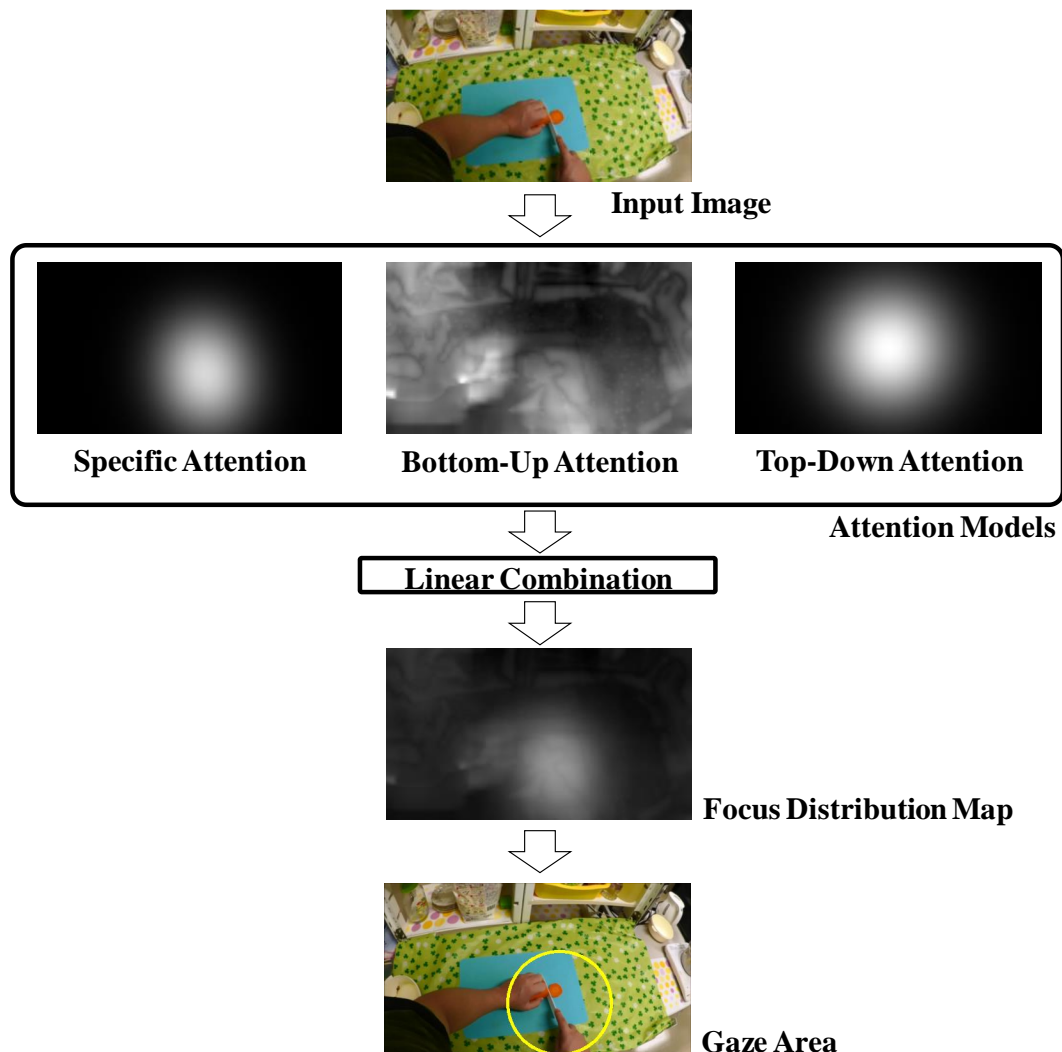 Input Image
Specific Attention
Bottom-Up Attention
Top-Down Attention
Attention Models
Linear Combination
Focus Distribution Map
Gaze Area